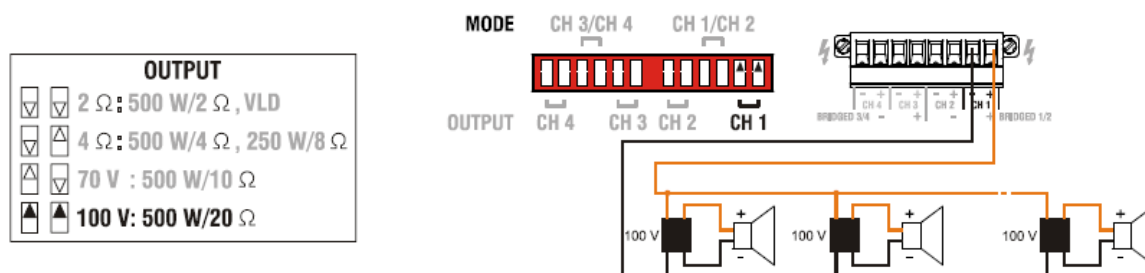 OUTPUT
2 Ω: 500 W/2 Ω, VLD
4 Ω: 500 W/4 Ω, 250 W/8 Ω
70 V : 500 W/10 Ω
100 V: 500 W/20 Ω
MODE CH 3/CH 4 CH 1/CH 2
OUTPUT CH 4 CH 3 CH 2 CH 1
- + - + - + - +
CH 4 CH 3 CH 2 CH 1
BRIDGED 3/4 - + - + BRIDGED 1/2
100 V + -
100 V + -
100 V + -